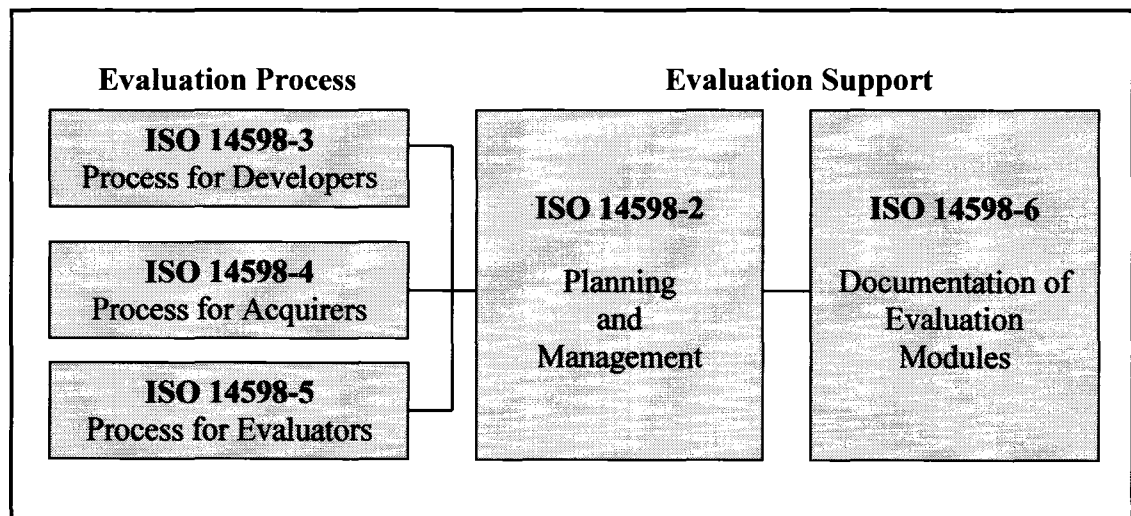 Evaluation Process
ISO 14598-3
Process for Developers
ISO 14598-4
Process for Acquirers
ISO 14598-5
Process for Evaluators
Evaluation Support
ISO 14598-2
Planning
and
Management
ISO 14598-6
Documentation of
Evaluation
Modules